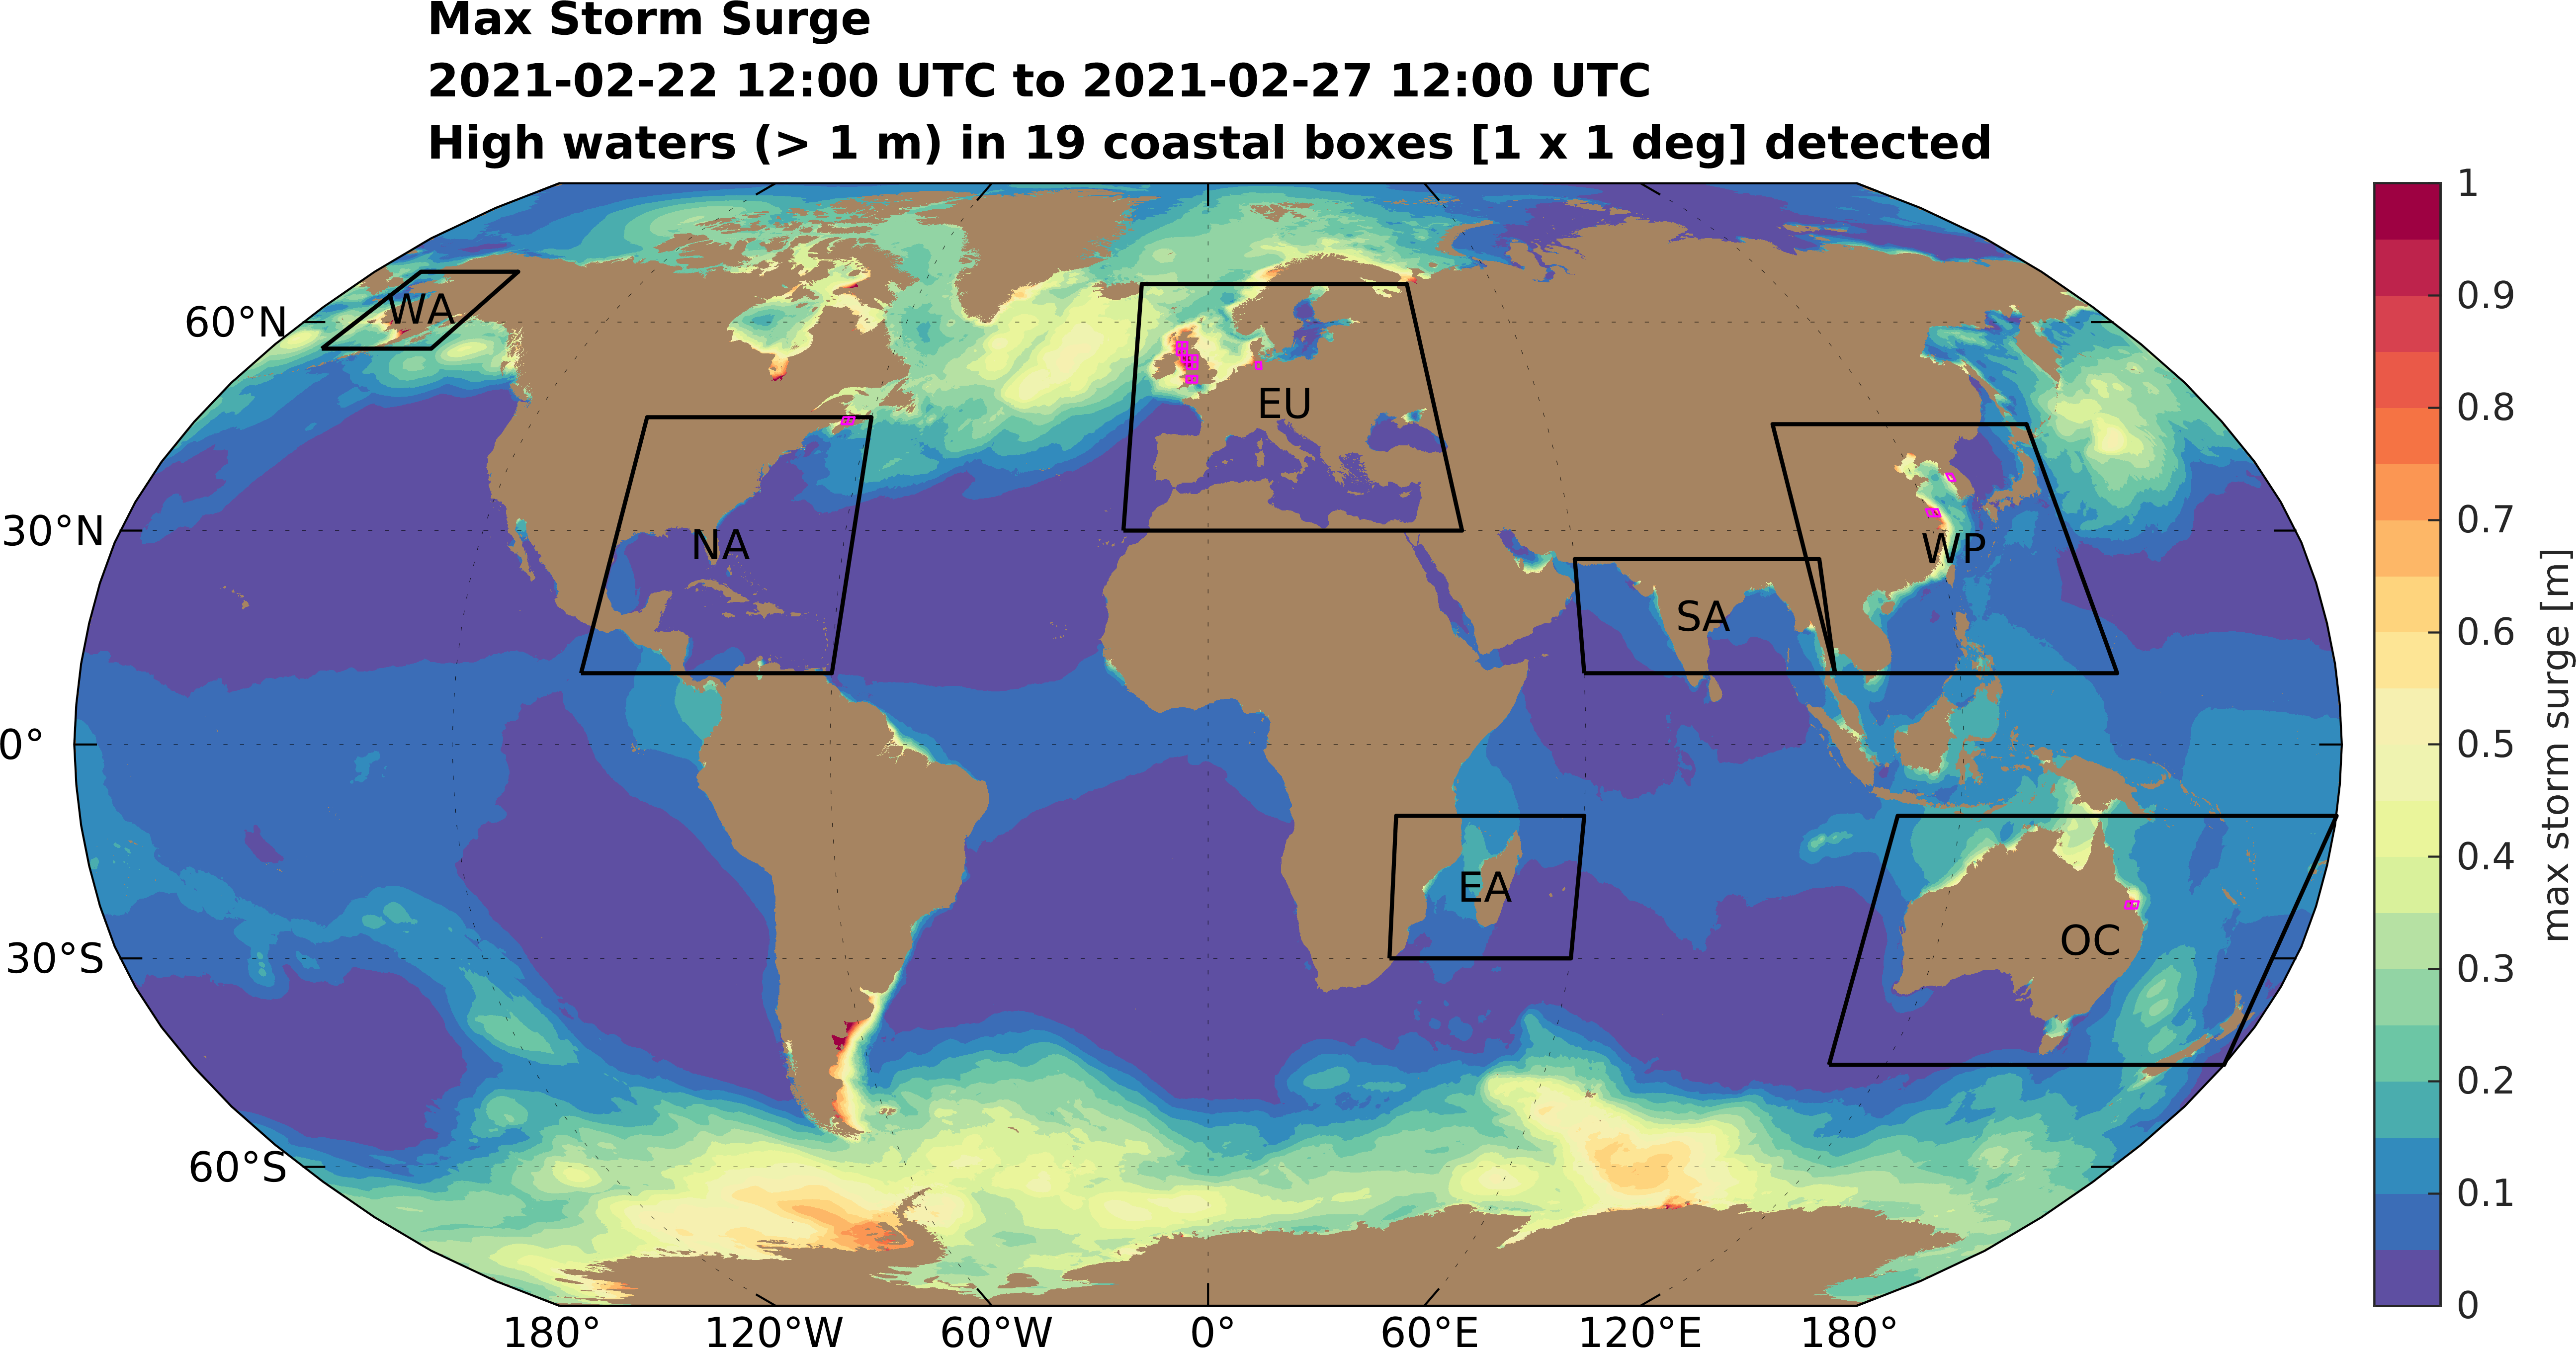 Max Storm Surge
2021-02-22 12:00 UTC to 2021-02-27 12:00 UTC
High waters (> 1 m) in 19 coastal boxes [1 x 1 deg] detected
60°N
30°N
0°
30°S
60°S
WA
NA
EU
SA
WP
EA
OC
180°
120°W
60°W
0°
60°E
120°E
180°
1
0.9
0.8
0.7
0.6
0.5
0.4
0.3
0.2
0.1
0
max storm surge [m]